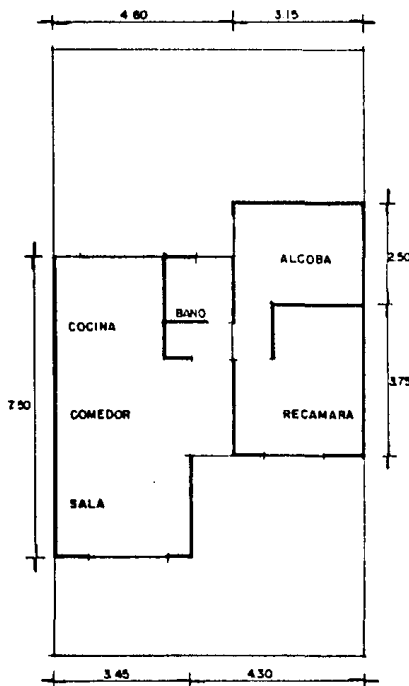 4.60 3.15
ALCOBA
2.50
BAÑO
COCINA
3.75
7.50
COMEDOR
RECAMARA
SALA
3.45 4.30